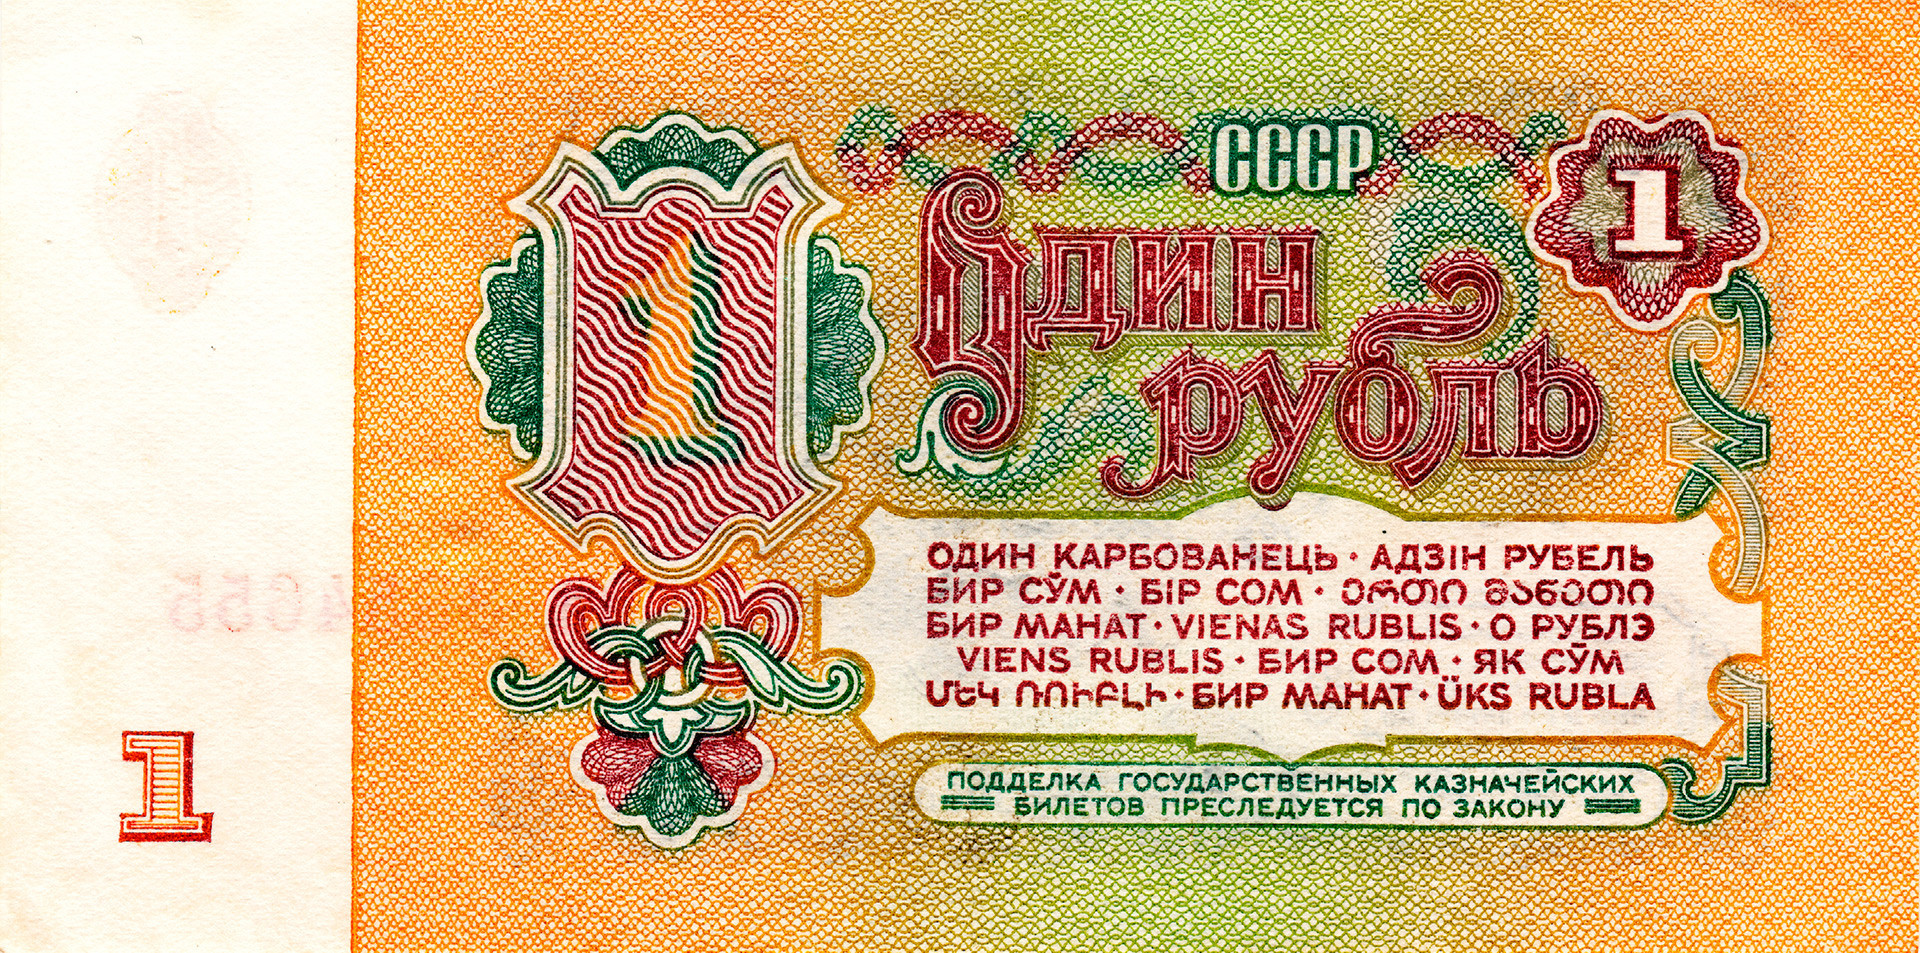 СССР
1
1
Один
рубль
ОДИН КАРБОВАНЕЦЬ · АДЗІН РУБЕЛЬ
БИР СЎМ · БІР СОМ · ერთი მანეთი
БИР МАНАТ · VIENAS RUBLIS · О РУБЛЭ
VIENS RUBLIS · БИР СОМ · ЯК СӮМ
ՄԵԿ ՌՈՒԲԼԻ · БИР МАНАТ · ÜKS RUBLA
ПОДДЕЛКА ГОСУДАРСТВЕННЫХ КАЗНАЧЕЙСКИХ
БИЛЕТОВ ПРЕСЛЕДУЕТСЯ ПО ЗАКОНУ
1